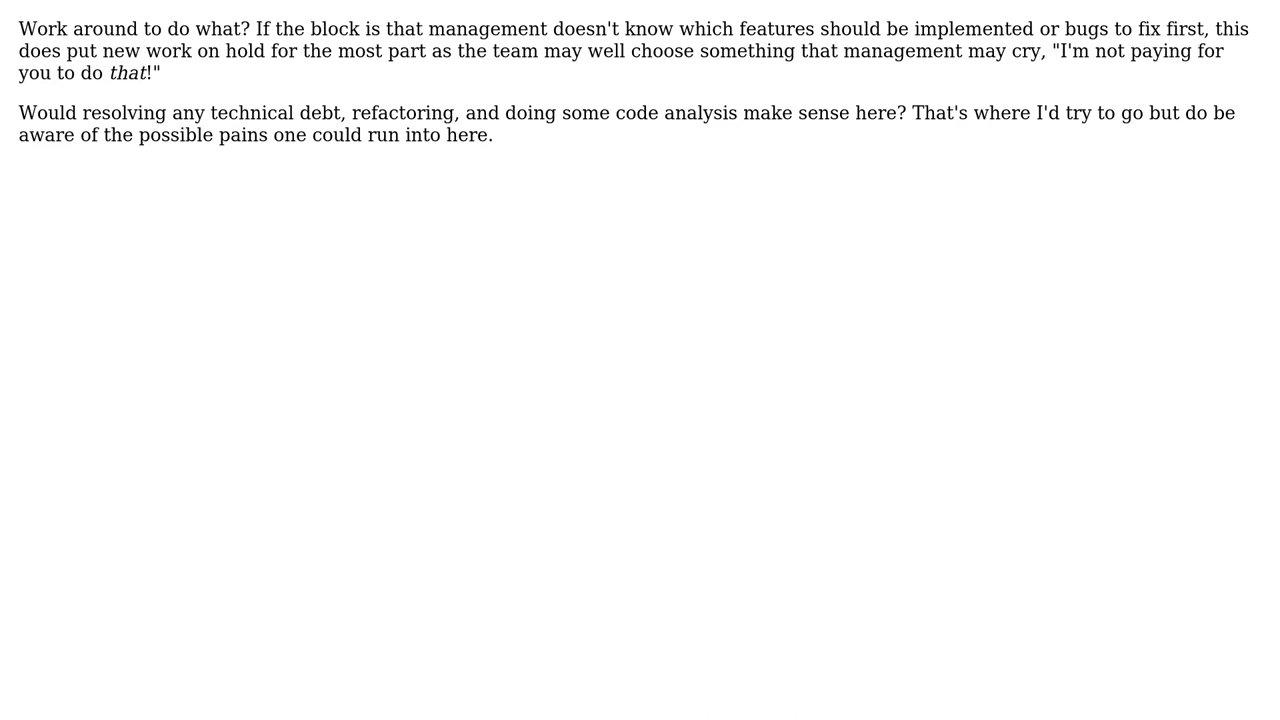 Work around to do what? If the block is that management doesn't know which features should be implemented or bugs to fix first, this
does put new work on hold for the most part as the team may well choose something that management may cry, "I'm not paying for
you to do that!"
Would resolving any technical debt, refactoring, and doing some code analysis make sense here? That's where I'd try to go but do be
aware of the possible pains one could run into here.